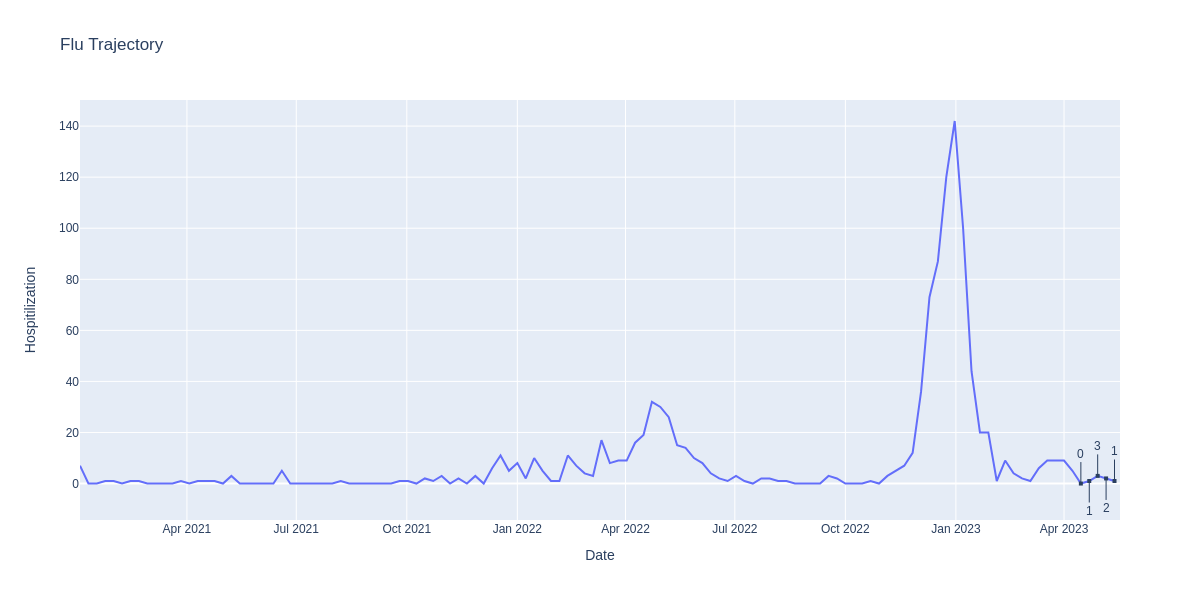 Flu Trajectory
Hospitilization
140
120
100
80
60
40
20
0
0
3
1
1
2
Apr 2021
Jul 2021
Oct 2021
Jan 2022
Apr 2022
Jul 2022
Oct 2022
Jan 2023
Apr 2023
Date